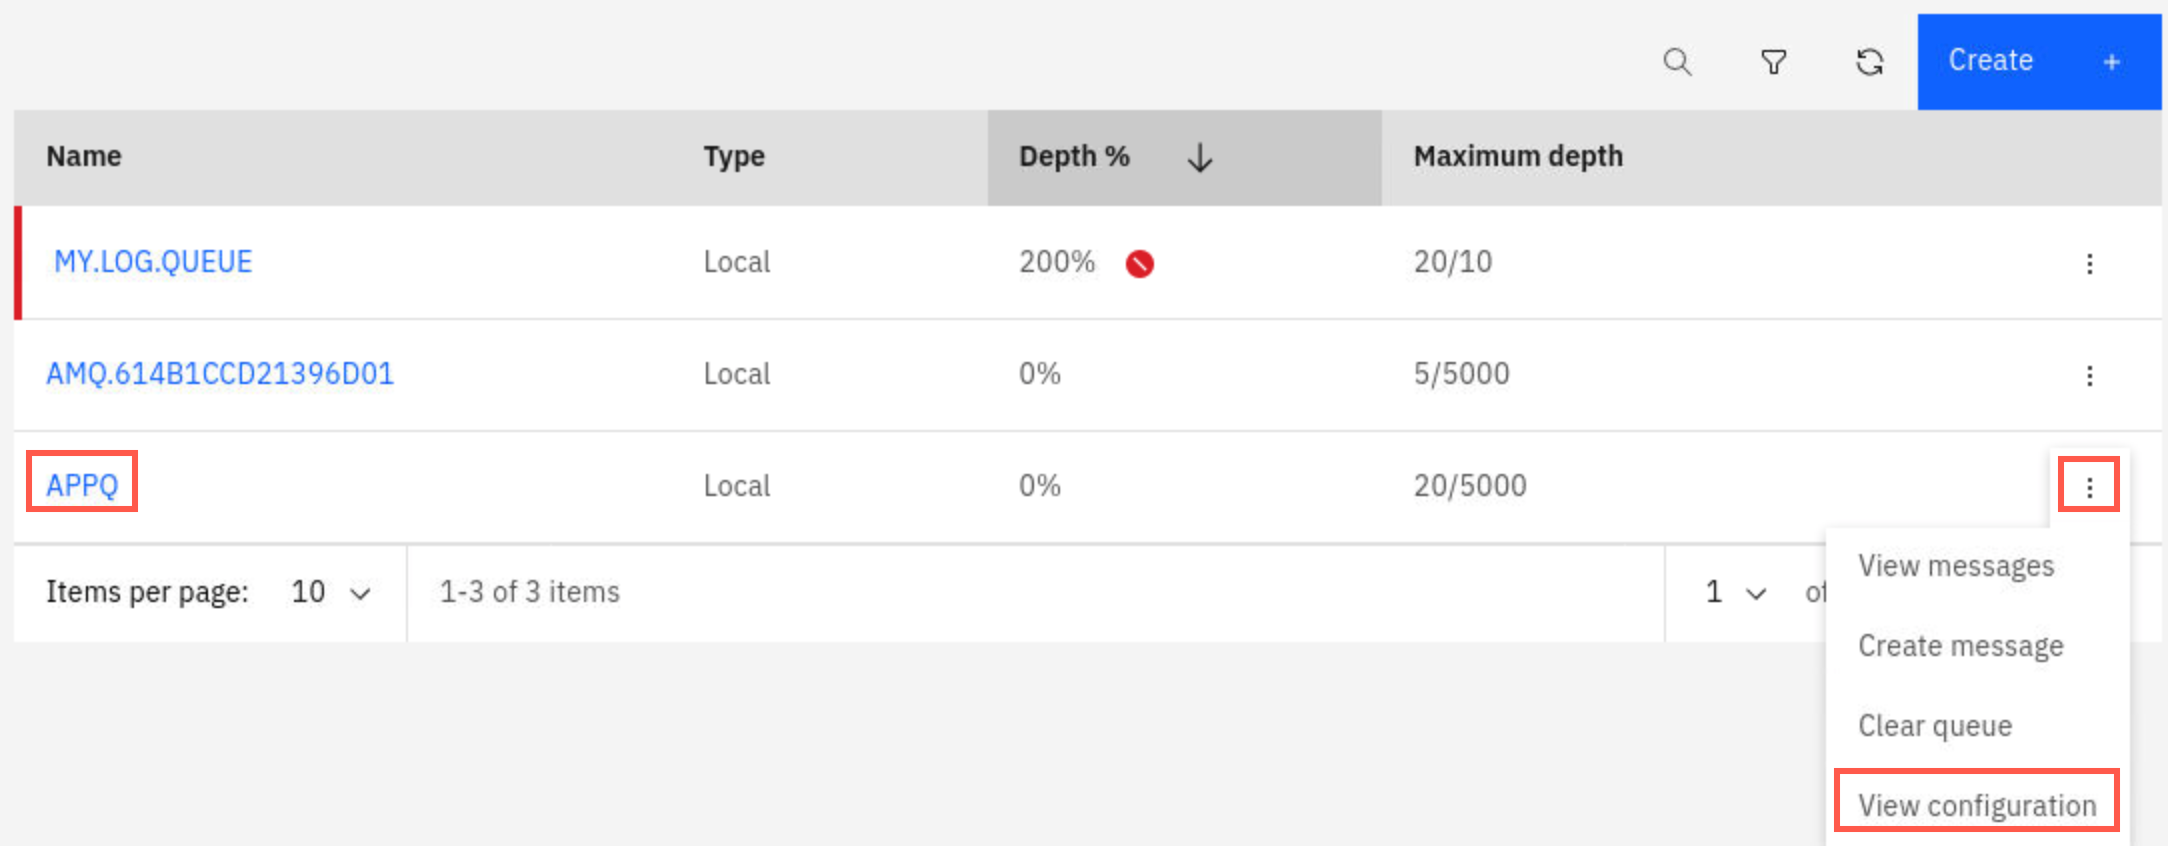 Create +
Name Type Depth % Maximum depth
MY.LOG.QUEUE Local 200% 20/10
AMQ.614B1CCD21396D01 Local 0% 5/5000
APPQ Local 0% 20/5000
Items per page: 10 1-3 of 3 items 1 of
View messages
Create message
Clear queue
View configuration